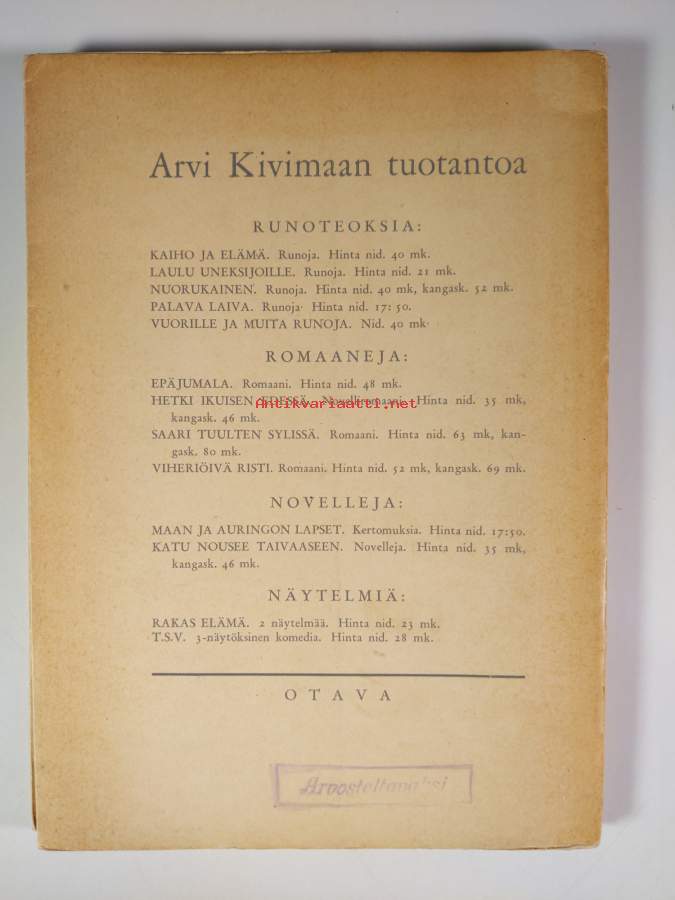 Arvi Kivimaan tuotantoa
RUNOTEOKSIA:
KAIHO JA ELÄMÄ. Runoja. Hinta nid. 40 mk.
LAULU UNEKSIJOILLE. Runoja. Hinta nid. 21 mk.
NUORUKAINEN. Runoja. Hinta nid. 40 mk, kangask. 52 mk.
PALAVA LAIVA. Runoja. Hinta nid. 17:50.
VUORILLE JA MUITA RUNOJA. Nid. 40 mk.
ROMAANEJA:
EPÄJUMALA. Romaani. Hinta nid. 48 mk.
HETKI IKUISEN EDESSÄ. Novelliromaani. Hinta nid. 35 mk,
Antikvariaatti.net
kangask. 46 mk.
SAARI TUULTEN SYLISSÄ. Romaani. Hinta nid. 63 mk, kan-
gask. 80 mk.
VIHERIÖIVÄ RISTI. Romaani. Hinta nid. 52 mk, kangask. 69 mk.
NOVELLEJA:
MAAN JA AURINGON LAPSET. Kertomuksia. Hinta nid. 17:50.
KATU NOUSEE TAIVAASEEN. Novelleja. Hinta nid. 35 mk,
kangask. 46 mk.
NÄYTELMIÄ:
RAKAS ELÄMÄ. 2 näytelmää. Hinta nid. 23 mk.
T.S.V. 3-näytöksinen komedia. Hinta nid. 28 mk.
OTAVA
Arvosteltavaksi